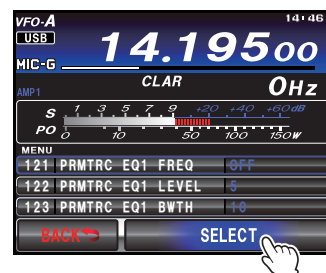 VFO-A 14:46
USB 14.19500
MIC-G
CLAR 0Hz
AMP1
S 1 3 5 7 9 +20 +40 +60dB
PO 0 10 50 100 150W
MENU
121 PRMTRC EQ1 FREQ OFF
122 PRMTRC EQ1 LEVEL 5
123 PRMTRC EQ1 BWTH 10
BACK SELECT